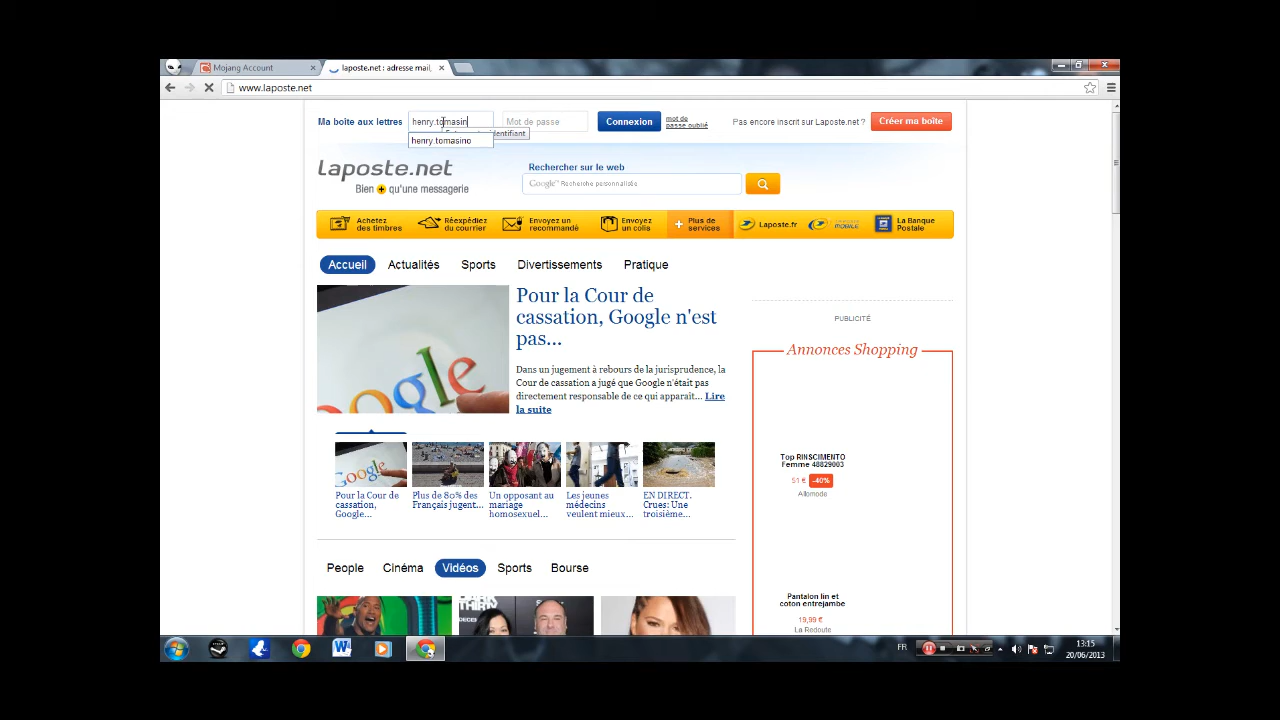 Mojang Account
laposte.net : adresse mail,
www.laposte.net
Ma boîte aux lettres
henry.tomasin
Mot de passe
Connexion
mot de
passe oublié
Pas encore inscrit sur Laposte.net ?
Créer ma boîte
identifiant
henry.tomasino
laposte.net
Bien + qu'une messagerie
Rechercher sur le web
Google™ Recherche personnalisée
Achetez
des timbres
Réexpédiez
du courrier
Envoyez un
recommandé
Envoyez
un colis
+ Plus de
services
Laposte.fr
MOBILE
La Banque
Postale
Accueil
Actualités
Sports
Divertissements
Pratique
Pour la Cour de
cassation, Google n'est
pas...
Dans un jugement à rebours de la jurisprudence, la
Cour de cassation a jugé que Google n'était pas
directement responsable de ce qui apparaît... Lire
la suite
Google
PUBLICITÉ
Annonces Shopping
Top RINSCIMENTO
Femme 48829003
51 € -40%
Allomode
Pour la Cour de
cassation,
Google...
Plus de 80% des
Français jugent...
Un opposant au
mariage
homosexuel...
Les jeunes
médecins
veulent mieux...
EN DIRECT.
Crues: Une
troisième...
People
Cinéma
Vidéos
Sports
Bourse
Pantalon lin et
coton entrejambe
19,99 €
La Redoute
THIRTY
FR
13:15
20/06/2013